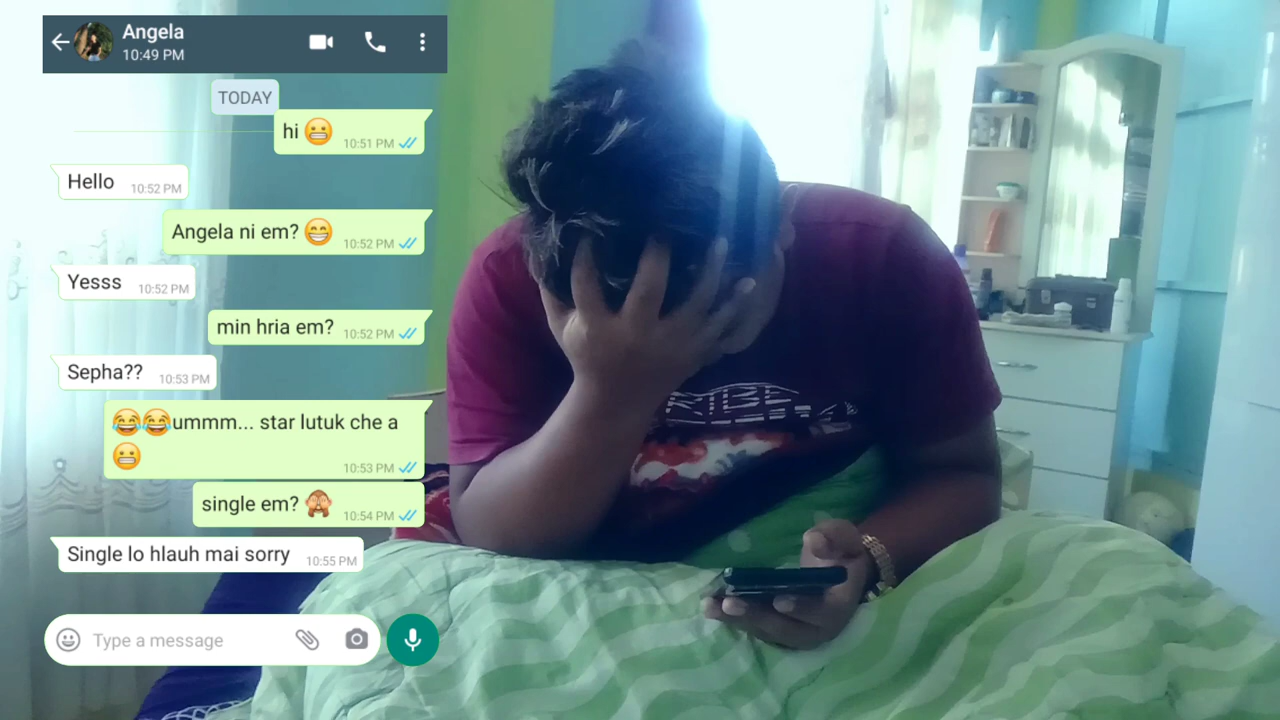 Angela
10:49 PM
TODAY
hi 😬 10:51 PM
Hello 10:52 PM
Angela ni em? 😁 10:52 PM
Yesss 10:52 PM
min hria em? 10:52 PM
Sepha?? 10:53 PM
😂😂ummm... star lutuk che a
😬 10:53 PM
single em? 🙈 10:54 PM
Single lo hlauh mai sorry 10:55 PM
Type a message